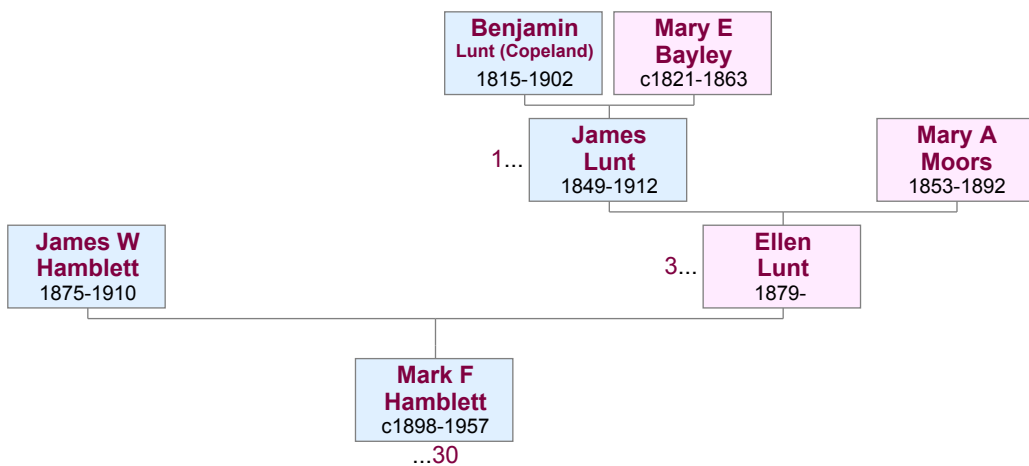 Benjamin
Lunt (Copeland)
1815-1902
Mary E
Bayley
c1821-1863
1...
James
Lunt
1849-1912
Mary A
Moors
1853-1892
James W
Hamblett
1875-1910
3...
Ellen
Lunt
1879-
Mark F
Hamblett
c1898-1957
...30